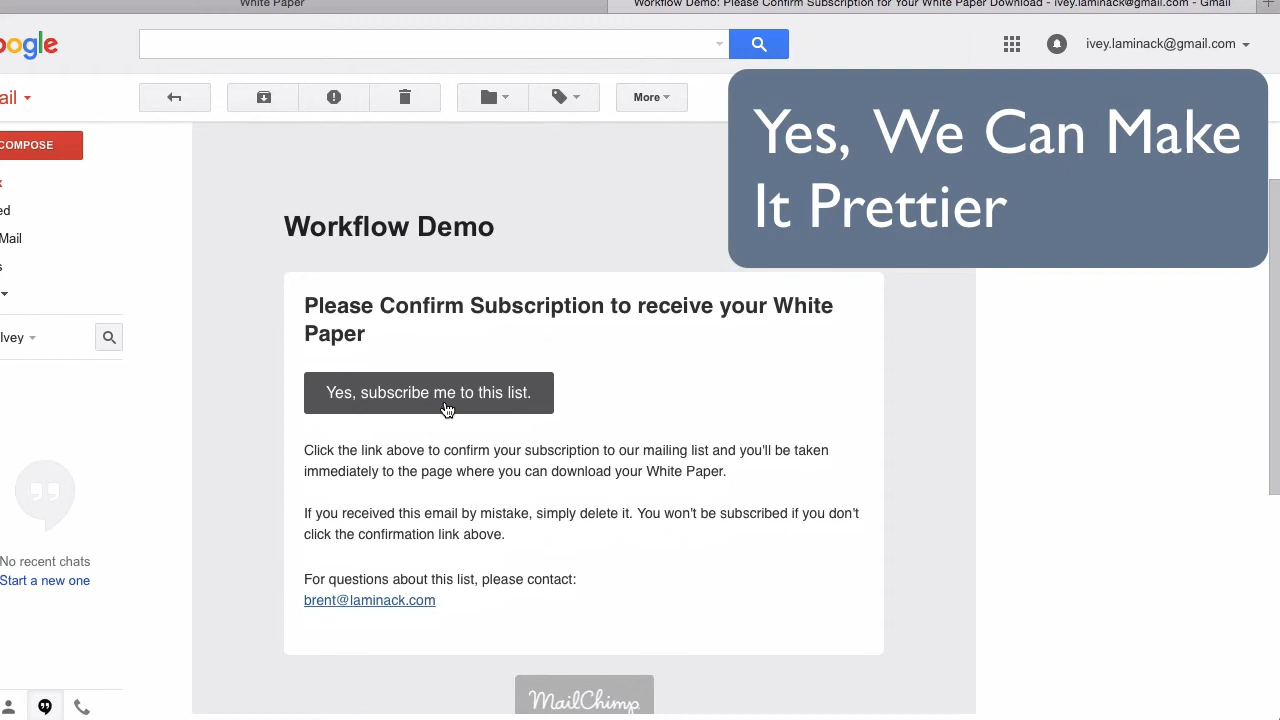 White Paper
Workflow Demo: Please Confirm Subscription for Your White Paper Download - ivey.laminack@gmail.com - Gmail
oogle
ivey.laminack@gmail.com
ail
More
COMPOSE
Yes, We Can Make
It Prettier
x
ed
Mail
s
Workflow Demo
Please Confirm Subscription to receive your White
Paper
Ivey
Yes, subscribe me to this list.
Click the link above to confirm your subscription to our mailing list and you'll be taken
immediately to the page where you can download your White Paper.
If you received this email by mistake, simply delete it. You won't be subscribed if you don't
click the confirmation link above.
No recent chats
Start a new one
For questions about this list, please contact:
brent@laminack.com
MailChimp